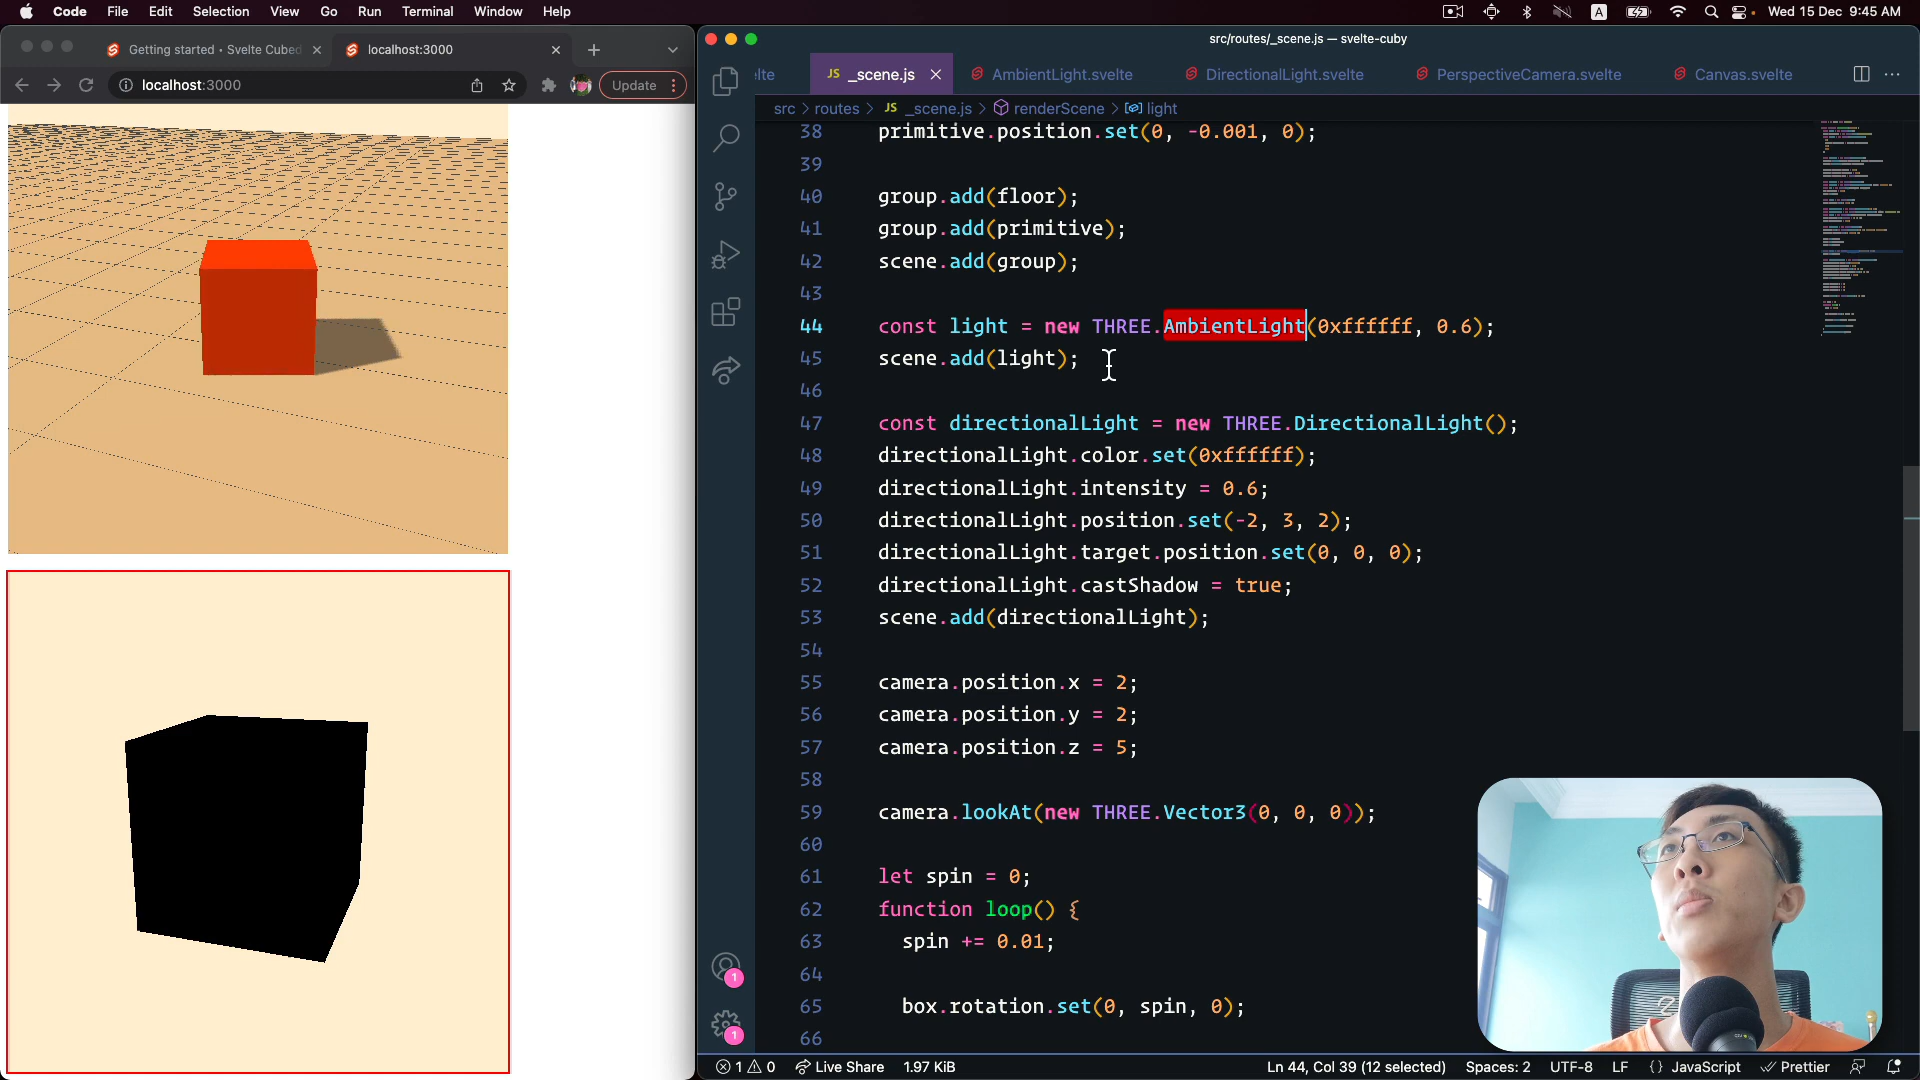 Code File Edit Selection View Go Run Terminal Window Help
A
Wed 15 Dec 9:45 AM
Getting started • Svelte Cubed
localhost:3000
localhost:3000
Update
src/routes/_scene.js — svelte-cuby
lte
JS _scene.js
AmbientLight.svelte
DirectionalLight.svelte
PerspectiveCamera.svelte
Canvas.svelte
src > routes > JS _scene.js > renderScene > light
38 primitive.position.set(0, -0.001, 0);
39
40 group.add(floor);
41 group.add(primitive);
42 scene.add(group);
43
44 const light = new THREE.AmbientLight(0xffffff, 0.6);
45 scene.add(light);
46
47 const directionalLight = new THREE.DirectionalLight();
48 directionalLight.color.set(0xffffff);
49 directionalLight.intensity = 0.6;
50 directionalLight.position.set(-2, 3, 2);
51 directionalLight.target.position.set(0, 0, 0);
52 directionalLight.castShadow = true;
53 scene.add(directionalLight);
54
55 camera.position.x = 2;
56 camera.position.y = 2;
57 camera.position.z = 5;
58
59 camera.lookAt(new THREE.Vector3(0, 0, 0));
60
61 let spin = 0;
62 function loop() {
63 spin += 0.01;
64
65 box.rotation.set(0, spin, 0);
66
1
1
1 0 Live Share 1.97 KiB
Ln 44, Col 39 (12 selected) Spaces: 2 UTF-8 LF {} JavaScript Prettier